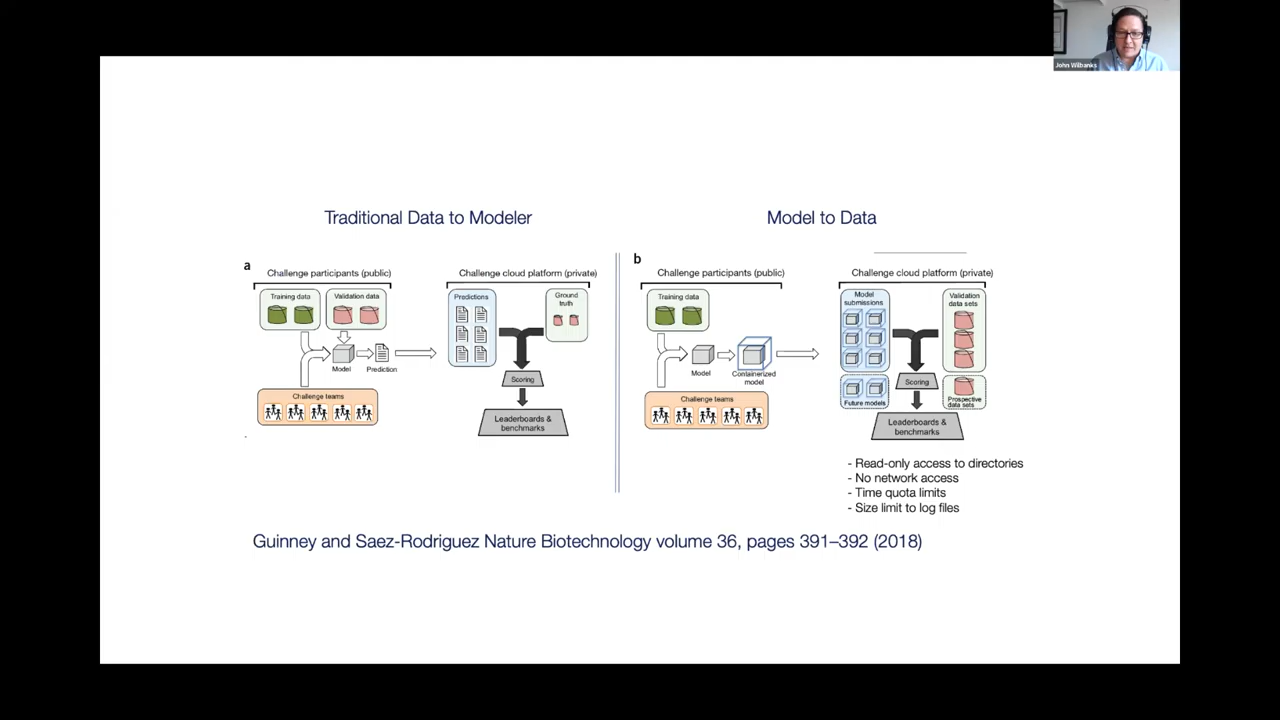 John Wilbanks
Traditional Data to Modeler
Model to Data
a
Challenge participants (public)
Challenge cloud platform (private)
Training data
Validation data
Predictions
Ground
truth
Model
Prediction
Scoring
Challenge teams
Leaderboards &
benchmarks
b
Challenge participants (public)
Challenge cloud platform (private)
Training data
Model
submissions
Validation
data sets
Model
Containerized
model
Scoring
Future models
Prospective
data sets
Challenge teams
Leaderboards &
benchmarks
- Read-only access to directories
- No network access
- Time quota limits
- Size limit to log files
Guinney and Saez-Rodriguez Nature Biotechnology volume 36, pages 391–392 (2018)